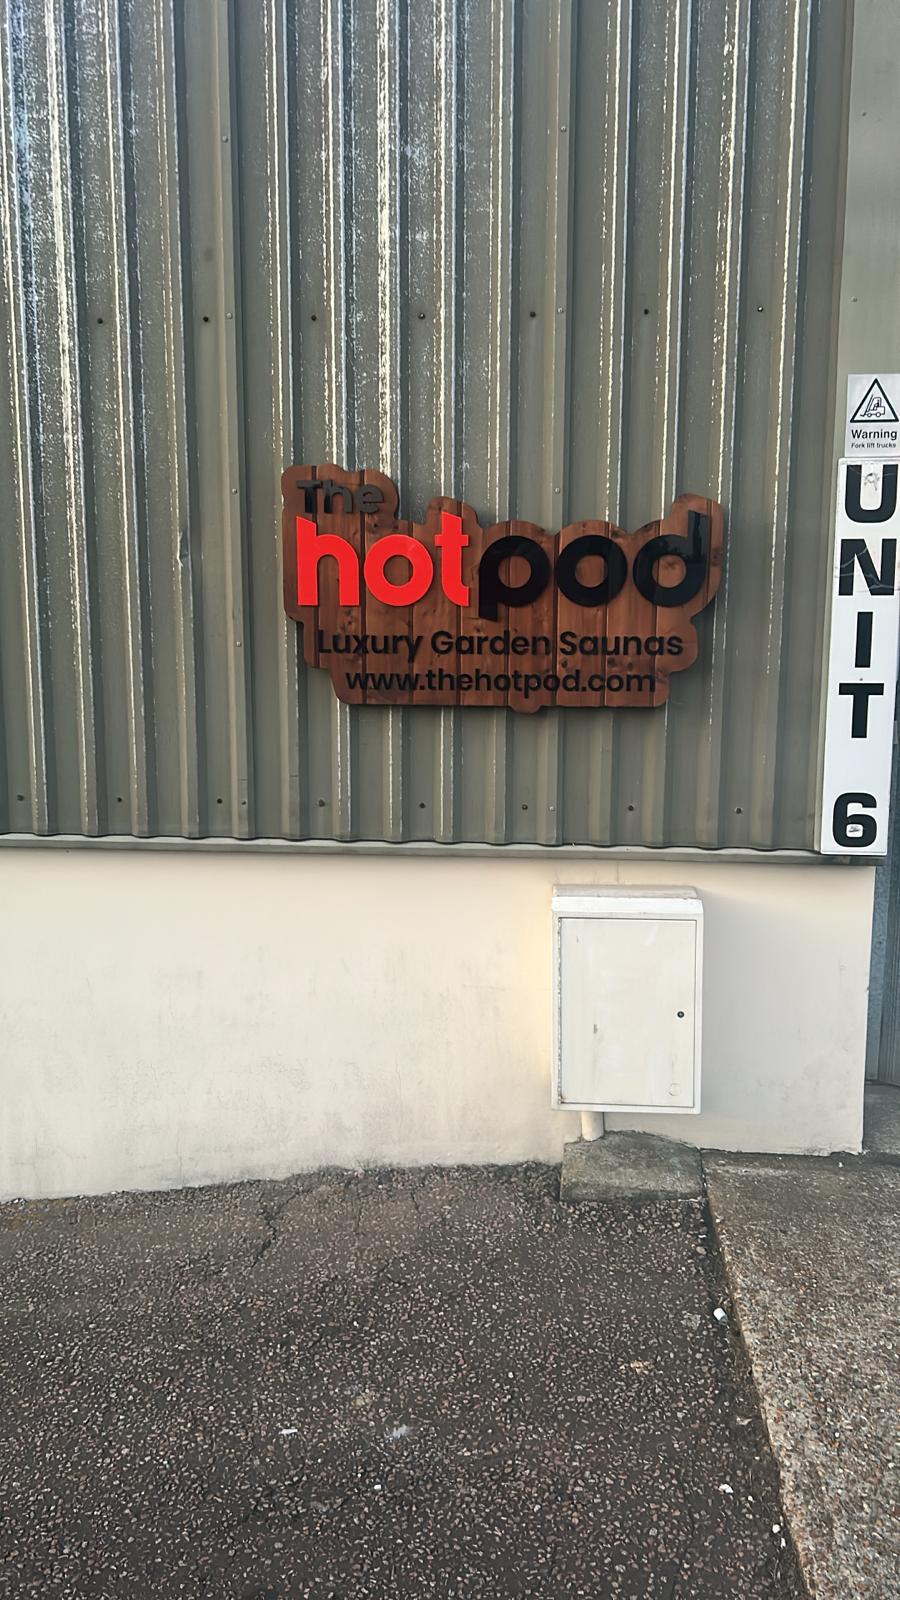 The
hotpod
Luxury Garden Saunas
www.thehotpod.com
Warning
Fork lift trucks
UNIT 6